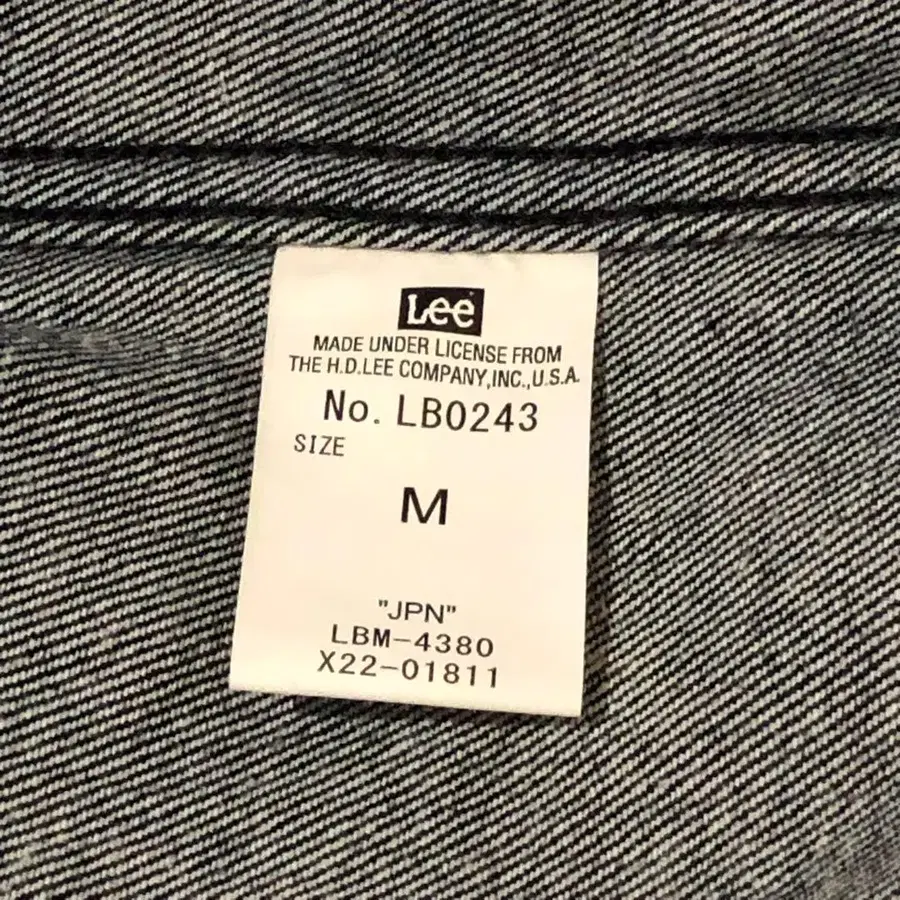 Lee
MADE UNDER LICENSE FROM
THE H.D.LEE COMPANY,INC.,U.S.A.
No. LB0243
SIZE
M
"JPN"
LBM-4380
X22-01811